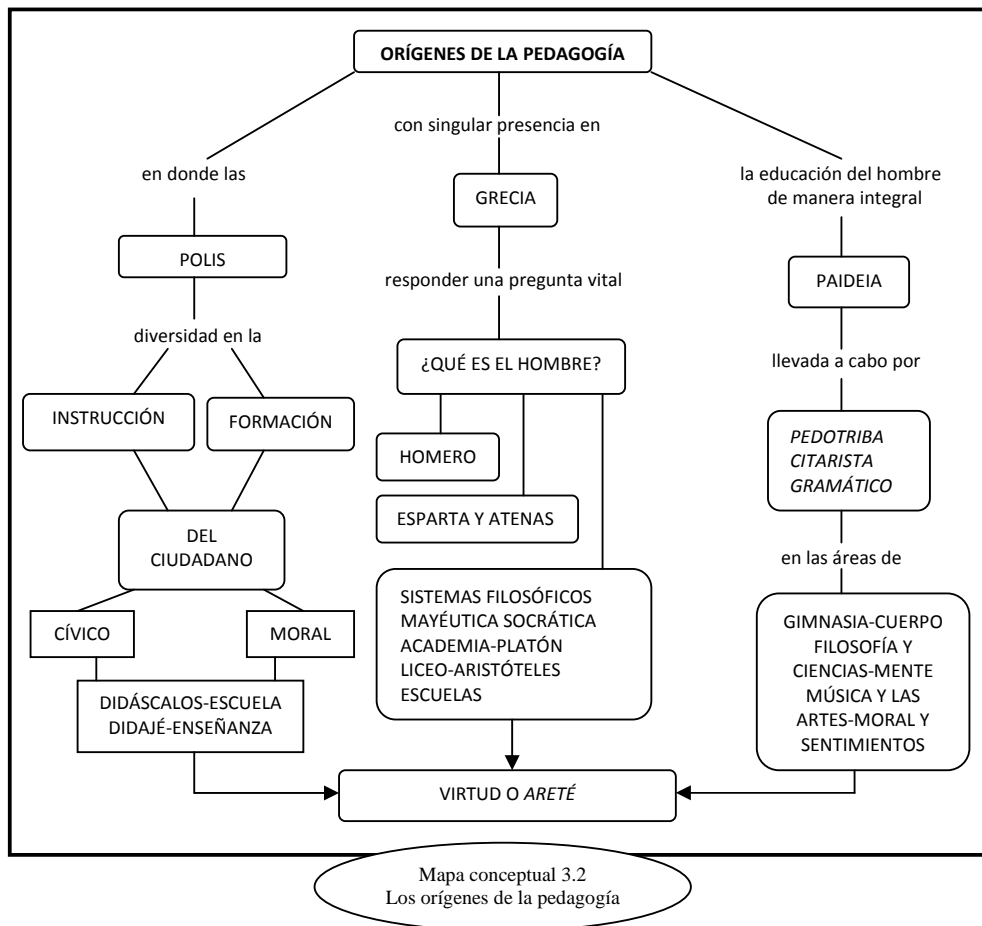 ORÍGENES DE LA PEDAGOGÍA
en donde las
POLIS
diversidad en la
INSTRUCCIÓN
FORMACIÓN
DEL
CIUDADANO
CÍVICO
MORAL
DIDÁSCALOS-ESCUELA
DIDAJÉ-ENSEÑANZA
con singular presencia en
GRECIA
responder una pregunta vital
¿QUÉ ES EL HOMBRE?
HOMERO
ESPARTA Y ATENAS
SISTEMAS FILOSÓFICOS
MAYÉUTICA SOCRÁTICA
ACADEMIA-PLATÓN
LICEO-ARISTÓTELES
ESCUELAS
la educación del hombre
de manera integral
PAIDEIA
llevada a cabo por
PEDOTRIBA
CITARISTA
GRAMÁTICO
en las áreas de
GIMNASIA-CUERPO
FILOSOFÍA Y
CIENCIAS-MENTE
MÚSICA Y LAS
ARTES-MORAL Y
SENTIMIENTOS
VIRTUD O ARETÉ
Mapa conceptual 3.2
Los orígenes de la pedagogía